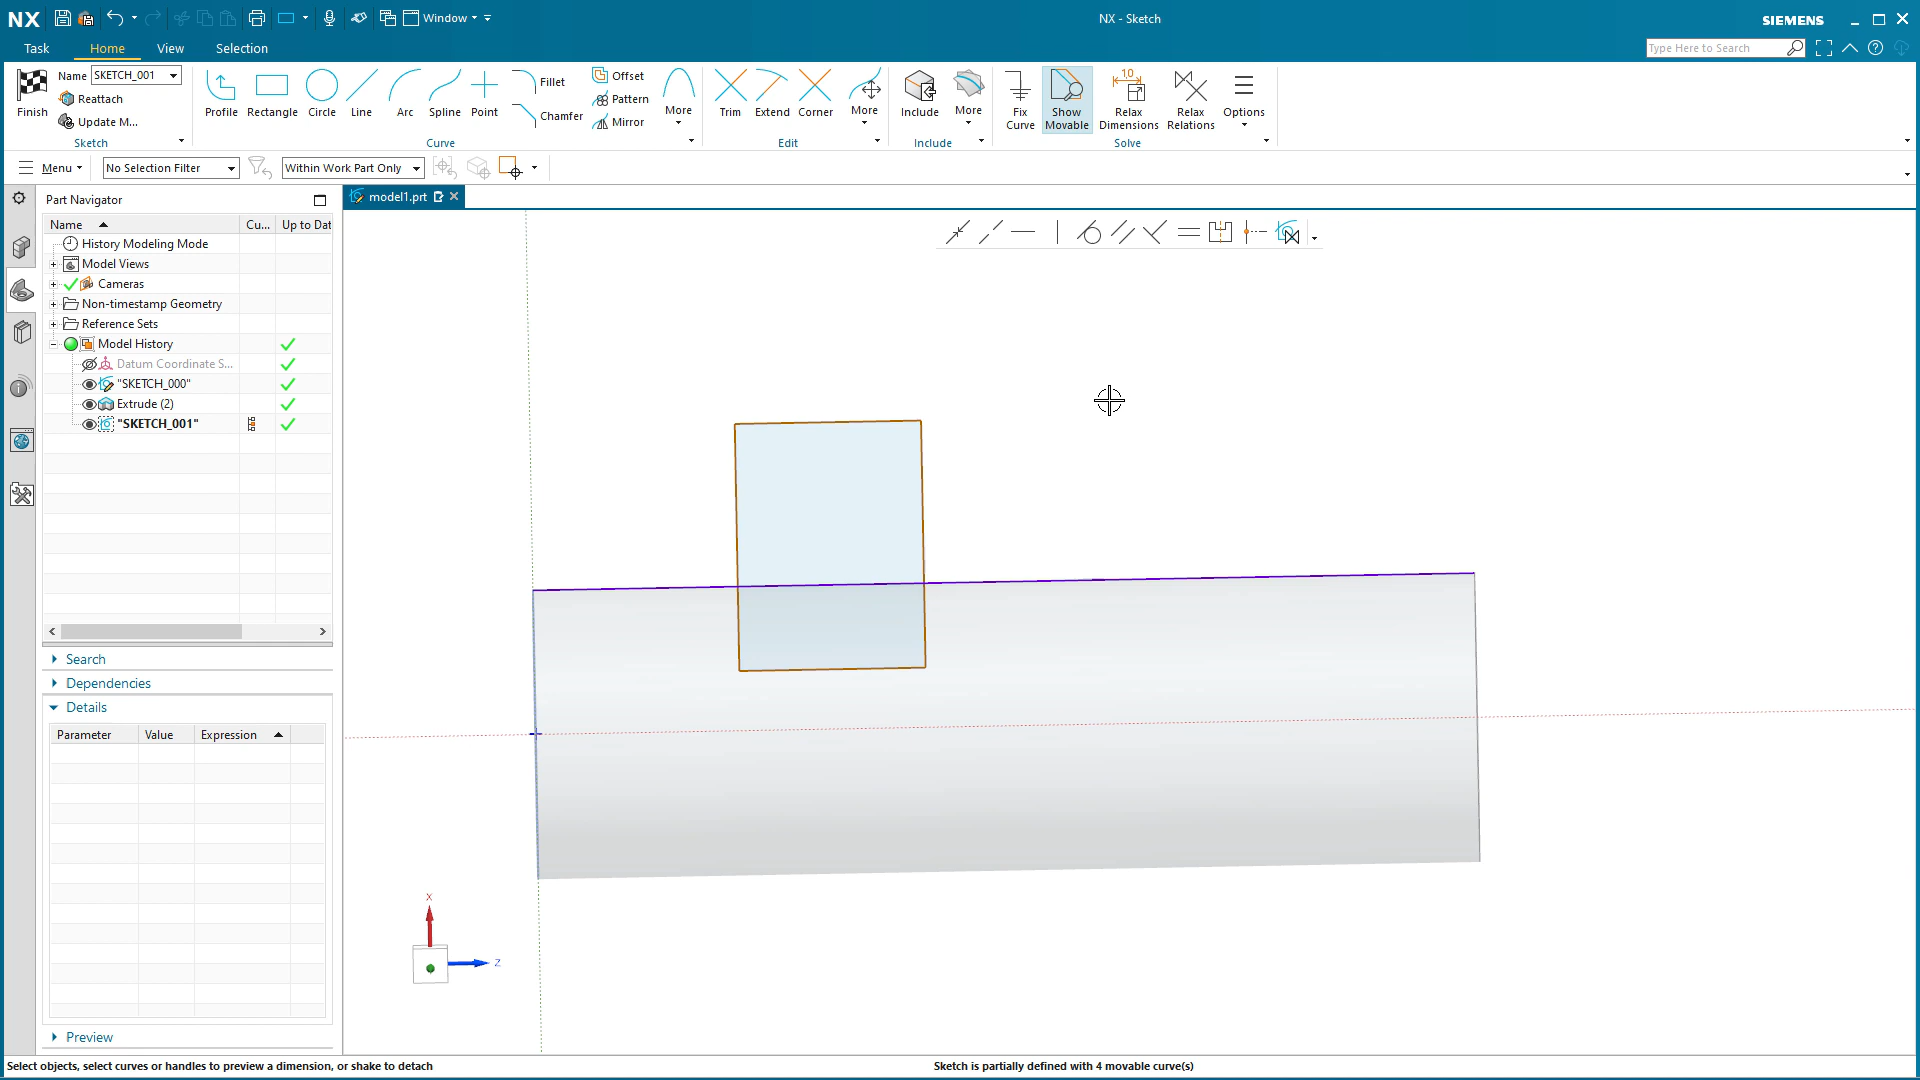 NX
Window
NX - Sketch
SIEMENS
Task
Home
View
Selection
Type Here to Search
Finish
Name
SKETCH_001
Reattach
Update M...
Sketch
Profile
Rectangle
Circle
Line
Arc
Spline
Point
Fillet
Chamfer
Offset
Pattern
Mirror
More
Curve
Trim
Extend
Corner
More
Edit
Include
More
Include
Fix
Curve
Show
Movable
1.0
Relax
Dimensions
Relax
Relations
Options
Solve
Menu
No Selection Filter
Within Work Part Only
Part Navigator
Name
Cu...
Up to Dat
History Modeling Mode
Model Views
Cameras
Non-timestamp Geometry
Reference Sets
Model History
Datum Coordinate S...
"SKETCH_000"
Extrude (2)
"SKETCH_001"
Search
Dependencies
Details
Parameter
Value
Expression
Preview
model1.prt
X
Z
Select objects, select curves or handles to preview a dimension, or shake to detach
Sketch is partially defined with 4 movable curve(s)